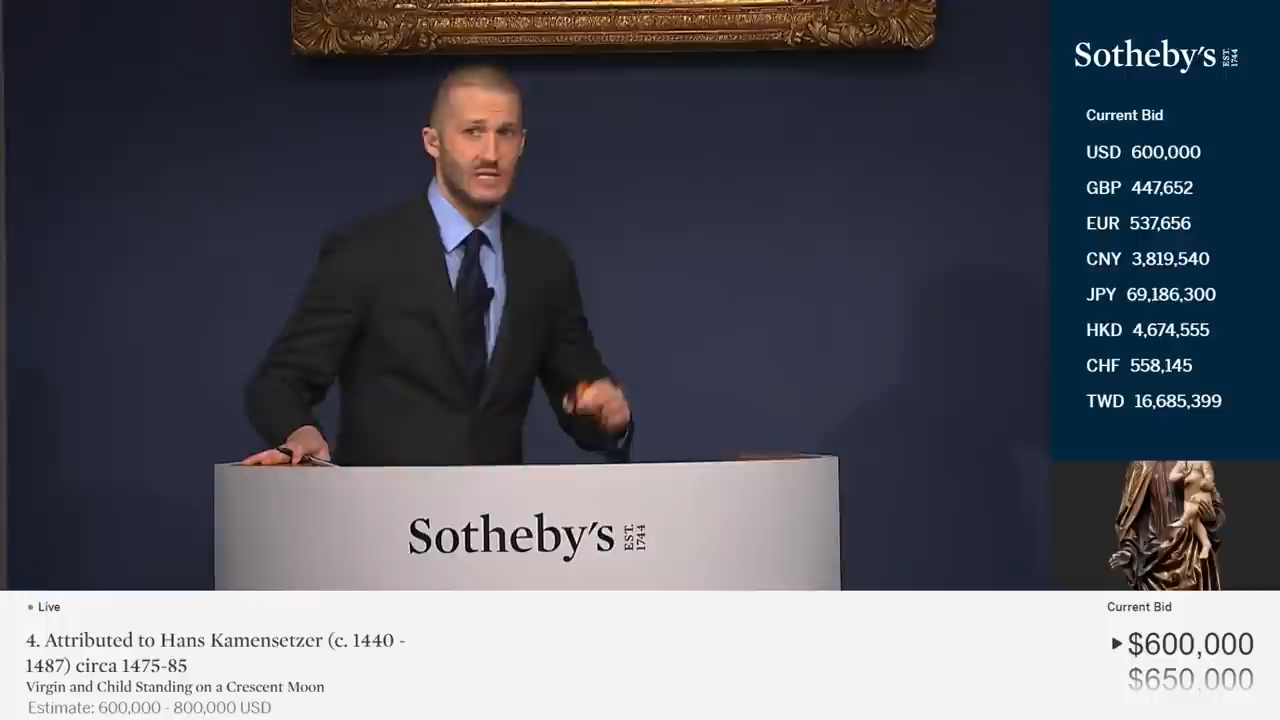 Sotheby's EST. 1744
Current Bid
USD 600,000
GBP 447,652
EUR 537,656
CNY 3,819,540
JPY 69,186,300
HKD 4,674,555
CHF 558,145
TWD 16,685,399
Sotheby's EST. 1744
Live
4. Attributed to Hans Kamensetzer (c. 1440 -
1487) circa 1475-85
Virgin and Child Standing on a Crescent Moon
Estimate: 600,000 - 800,000 USD
Current Bid
$600,000
$650,000